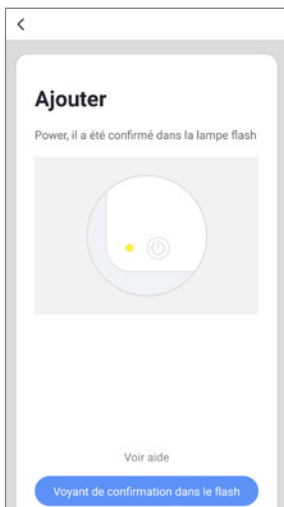 Ajouter
Power, il a été confirmé dans la lampe flash
Voir aide
Voyant de confirmation dans le flash